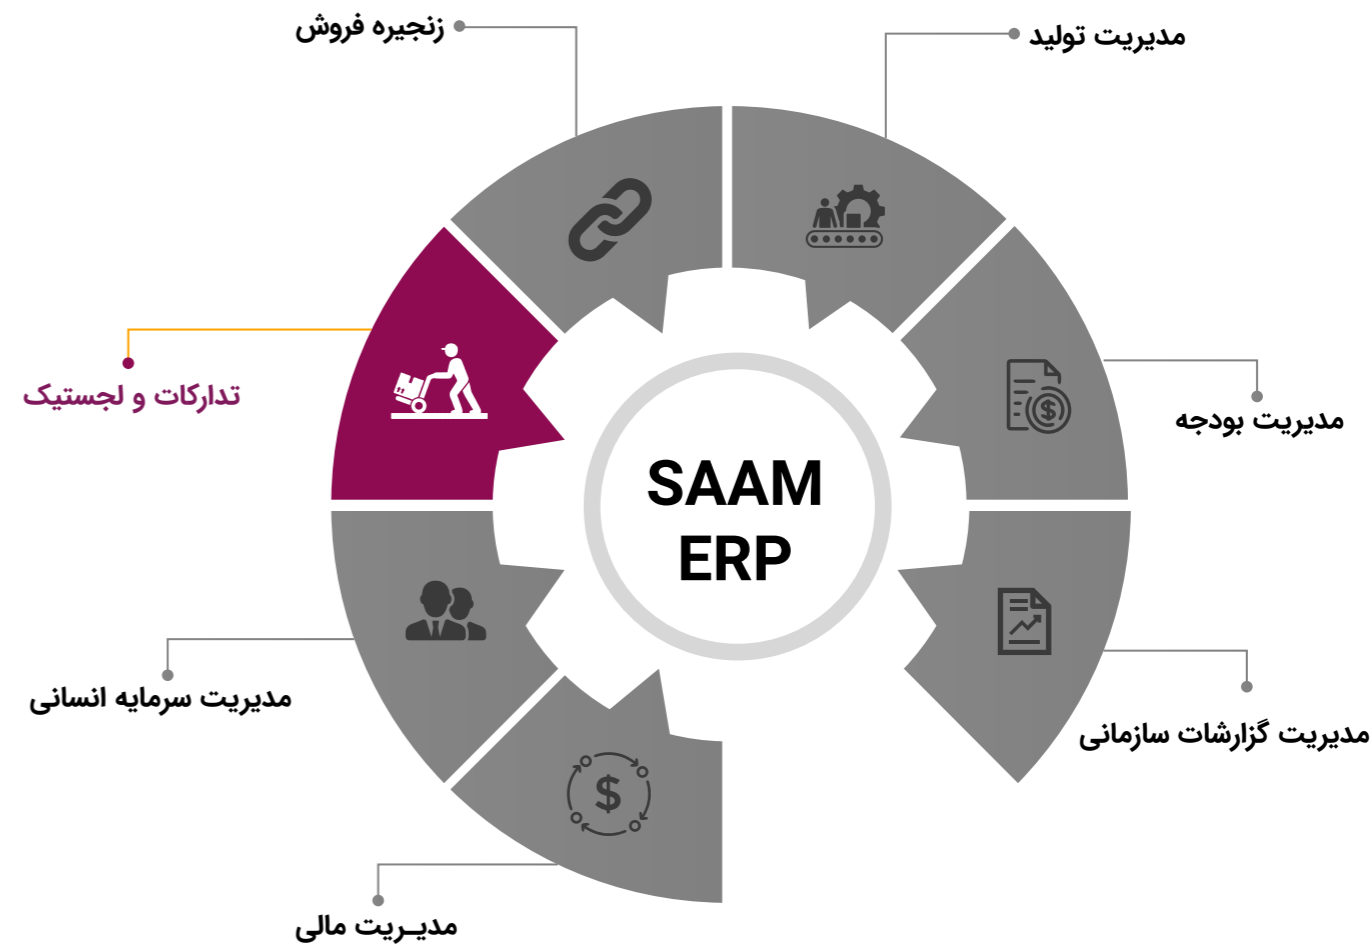 زنجیره فروش
مدیریت تولید
تدارکات و لجستیک
مدیریت بودجه
SAAM
ERP
مدیریت سرمایه انسانی
مدیریت گزارشات سازمانی
مدیـریت مالی
$
$